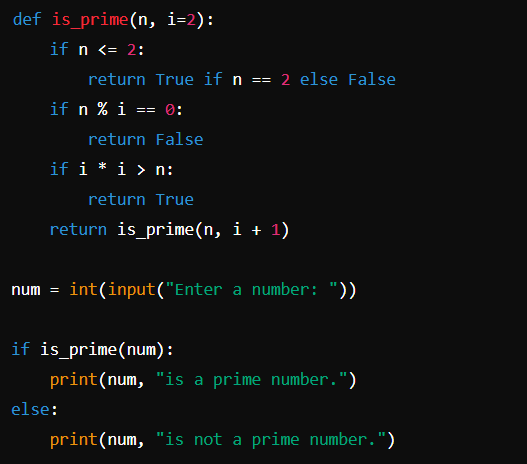 def is_prime(n, i=2):
    if n <= 2:
        return True if n == 2 else False
    if n % i == 0:
        return False
    if i * i > n:
        return True
    return is_prime(n, i + 1)

num = int(input("Enter a number: "))

if is_prime(num):
    print(num, "is a prime number.")
else:
    print(num, "is not a prime number.")